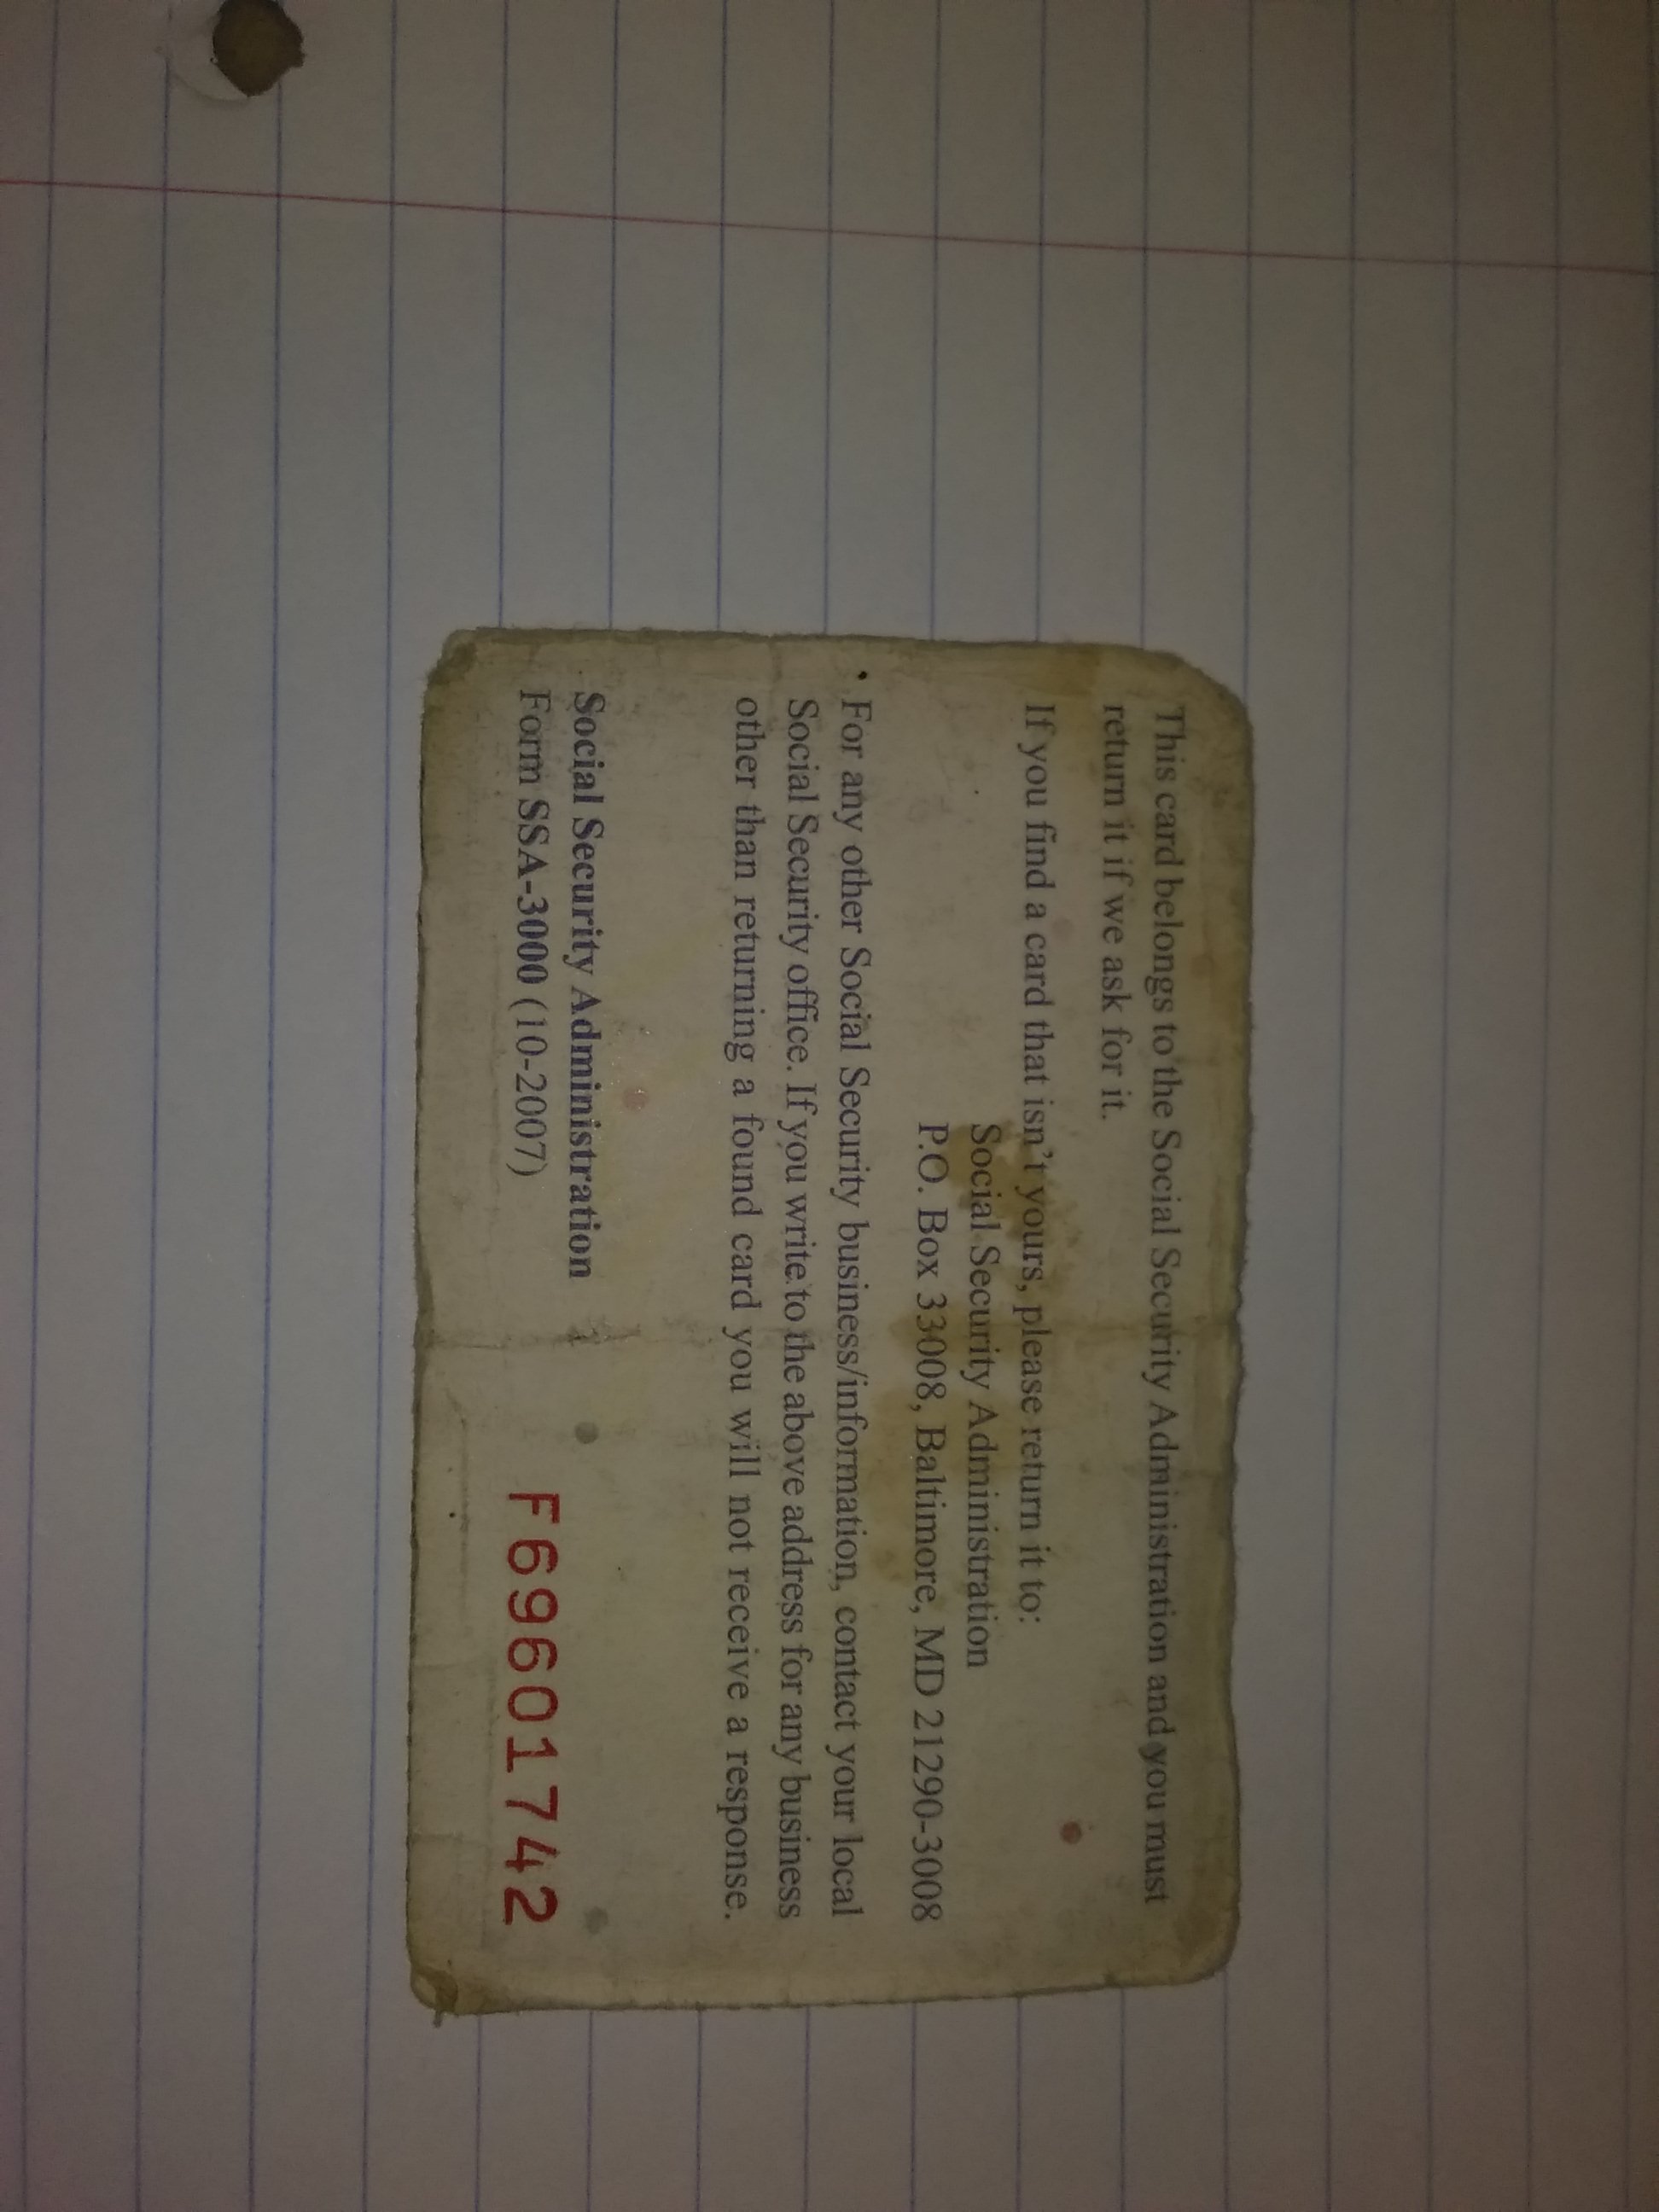 This card belongs to the Social Security Administration and you must
return it if we ask for it.
If you find a card that isn't yours, please return it to:
Social Security Administration
P.O. Box 33008, Baltimore, MD 21290-3008
For any other Social Security business/information, contact your local
Social Security office. If you write to the above address for any business
other than returning a found card you will not receive a response.
Social Security Administration
Form SSA-3000 (10-2007)
F69601742